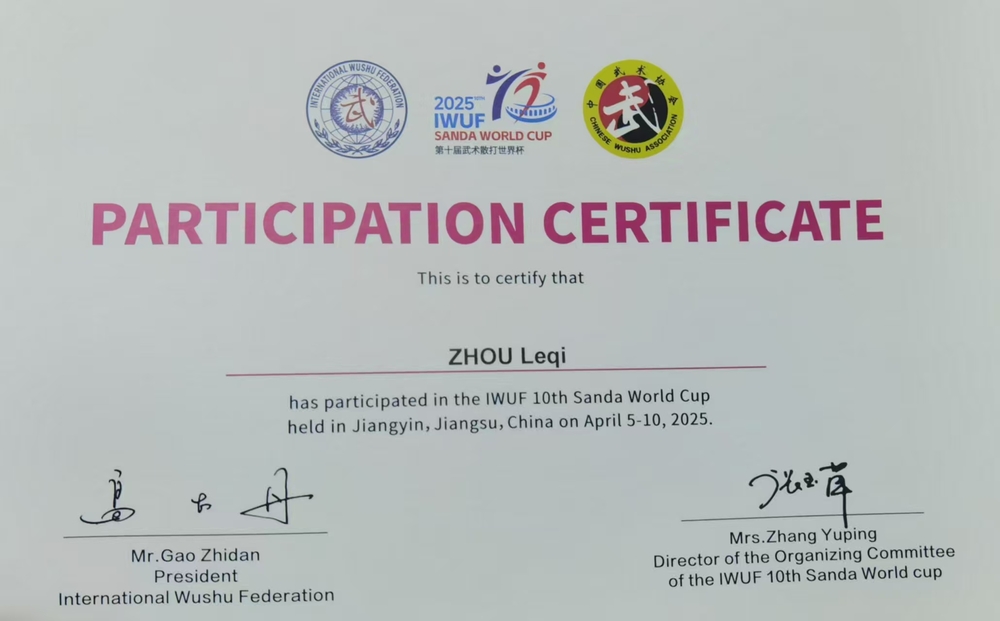 INTERNATIONAL WUSHU FEDERATION
武
2025
IWUF
SANDA WORLD CUP
第十届武术散打世界杯
中国武术协会
武
CHINESE WUSHU ASSOCIATION
PARTICIPATION CERTIFICATE
This is to certify that
ZHOU Leqi
has participated in the IWUF 10th Sanda World Cup
held in Jiangyin, Jiangsu, China on April 5-10, 2025.
Mr.Gao Zhidan
President
International Wushu Federation
Mrs.Zhang Yuping
Director of the Organizing Committee
of the IWUF 10th Sanda World cup